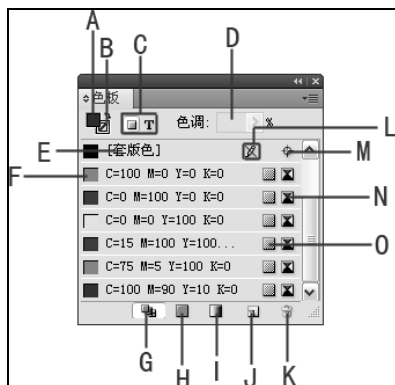 A
B
C
D
色板
T 色调: %
L
E [套版色] M
F C=100 M=0 Y=0 K=0
C=0 M=100 Y=0 K=0 N
C=0 M=0 Y=100 K=0
C=15 M=100 Y=100... O
C=75 M=5 Y=100 K=0
C=100 M=90 Y=10 K=0
G H I J K